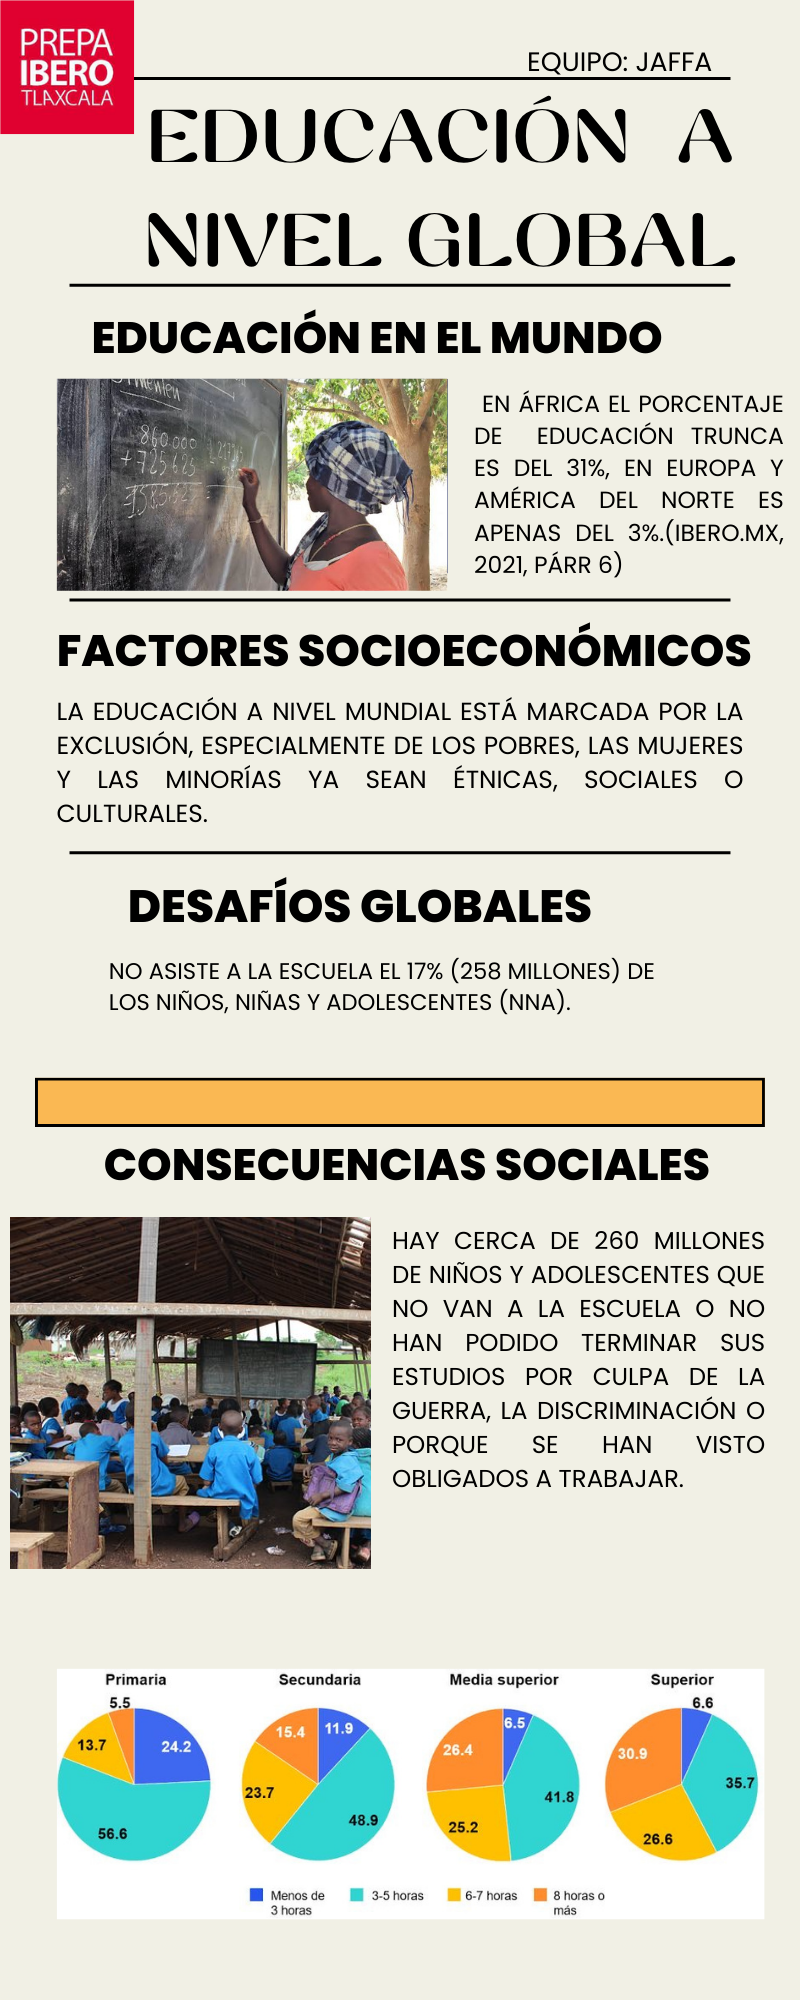 PREPA
IBERO
TLAXCALA
EQUIPO: JAFFA
EDUCACIÓN A
NIVEL GLOBAL
EDUCACIÓN EN EL MUNDO
860.000
+725625
EN ÁFRICA EL PORCENTAJE
DE EDUCACIÓN TRUNCA
ES DEL 31%, EN EUROPA Y
AMÉRICA DEL NORTE ES
APENAS DEL 3%.(IBERO.MX,
2021, PÁRR 6)
FACTORES SOCIOECONÓMICOS
LA EDUCACIÓN A NIVEL MUNDIAL ESTÁ MARCADA POR LA
EXCLUSIÓN, ESPECIALMENTE DE LOS POBRES, LAS MUJERES
Y LAS MINORÍAS YA SEAN ÉTNICAS, SOCIALES O
CULTURALES.
DESAFÍOS GLOBALES
NO ASISTE A LA ESCUELA EL 17% (258 MILLONES) DE
LOS NIÑOS, NIÑAS Y ADOLESCENTES (NNA).
CONSECUENCIAS SOCIALES
HAY CERCA DE 260 MILLONES
DE NIÑOS Y ADOLESCENTES QUE
NO VAN A LA ESCUELA O NO
HAN PODIDO TERMINAR SUS
ESTUDIOS POR CULPA DE LA
GUERRA, LA DISCRIMINACIÓN O
PORQUE SE HAN VISTO
OBLIGADOS A TRABAJAR.
Primaria
5.5
13.7
24.2
56.6
Secundaria
15.4
11.9
23.7
48.9
Media superior
6.5
26.4
41.8
25.2
Superior
6.6
30.9
35.7
26.6
Menos de
3 horas
3-5 horas
6-7 horas
8 horas o
más